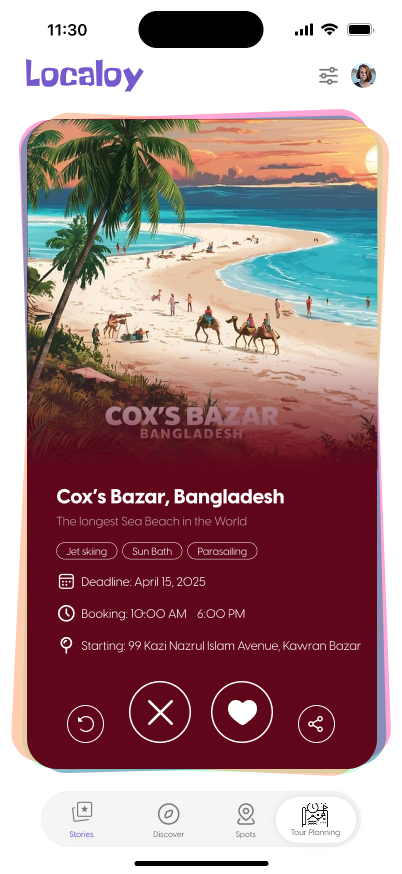 11:30
Localoy
COX'S BAZAR
BANGLADESH
Cox's Bazar, Bangladesh
The longest Sea Beach in the World
Jet skiing Sun Bath Parasailing
Deadline: April 15, 2025
Booking: 10:00 AM 6:00 PM
Starting: 99 Kazi Nazrul Islam Avenue, Kawran Bazar
Stories Discover Spots Tour Planning